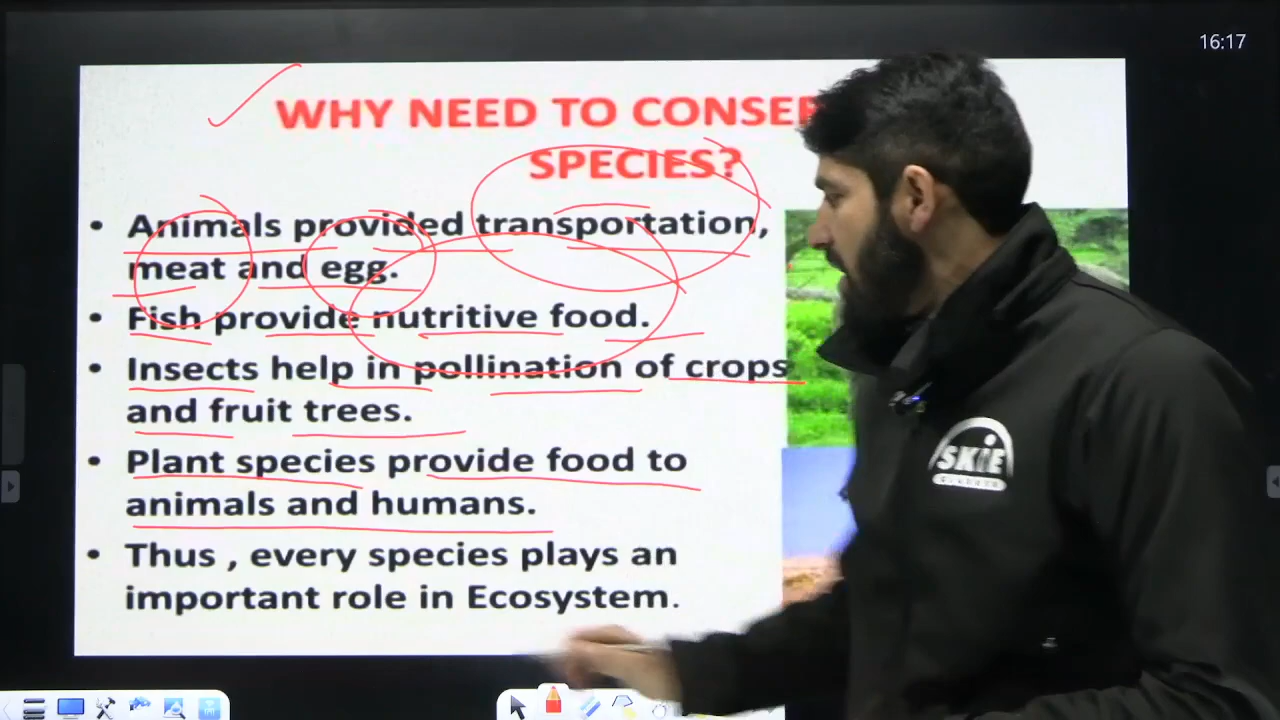 16:17
WHY NEED TO CONSER
SPECIES?
• Animals provided transportation,
meat and egg.
• Fish provide nutritive food.
• Insects help in pollination of crops
and fruit trees.
• Plant species provide food to
animals and humans.
• Thus , every species plays an
important role in Ecosystem.
SKIE